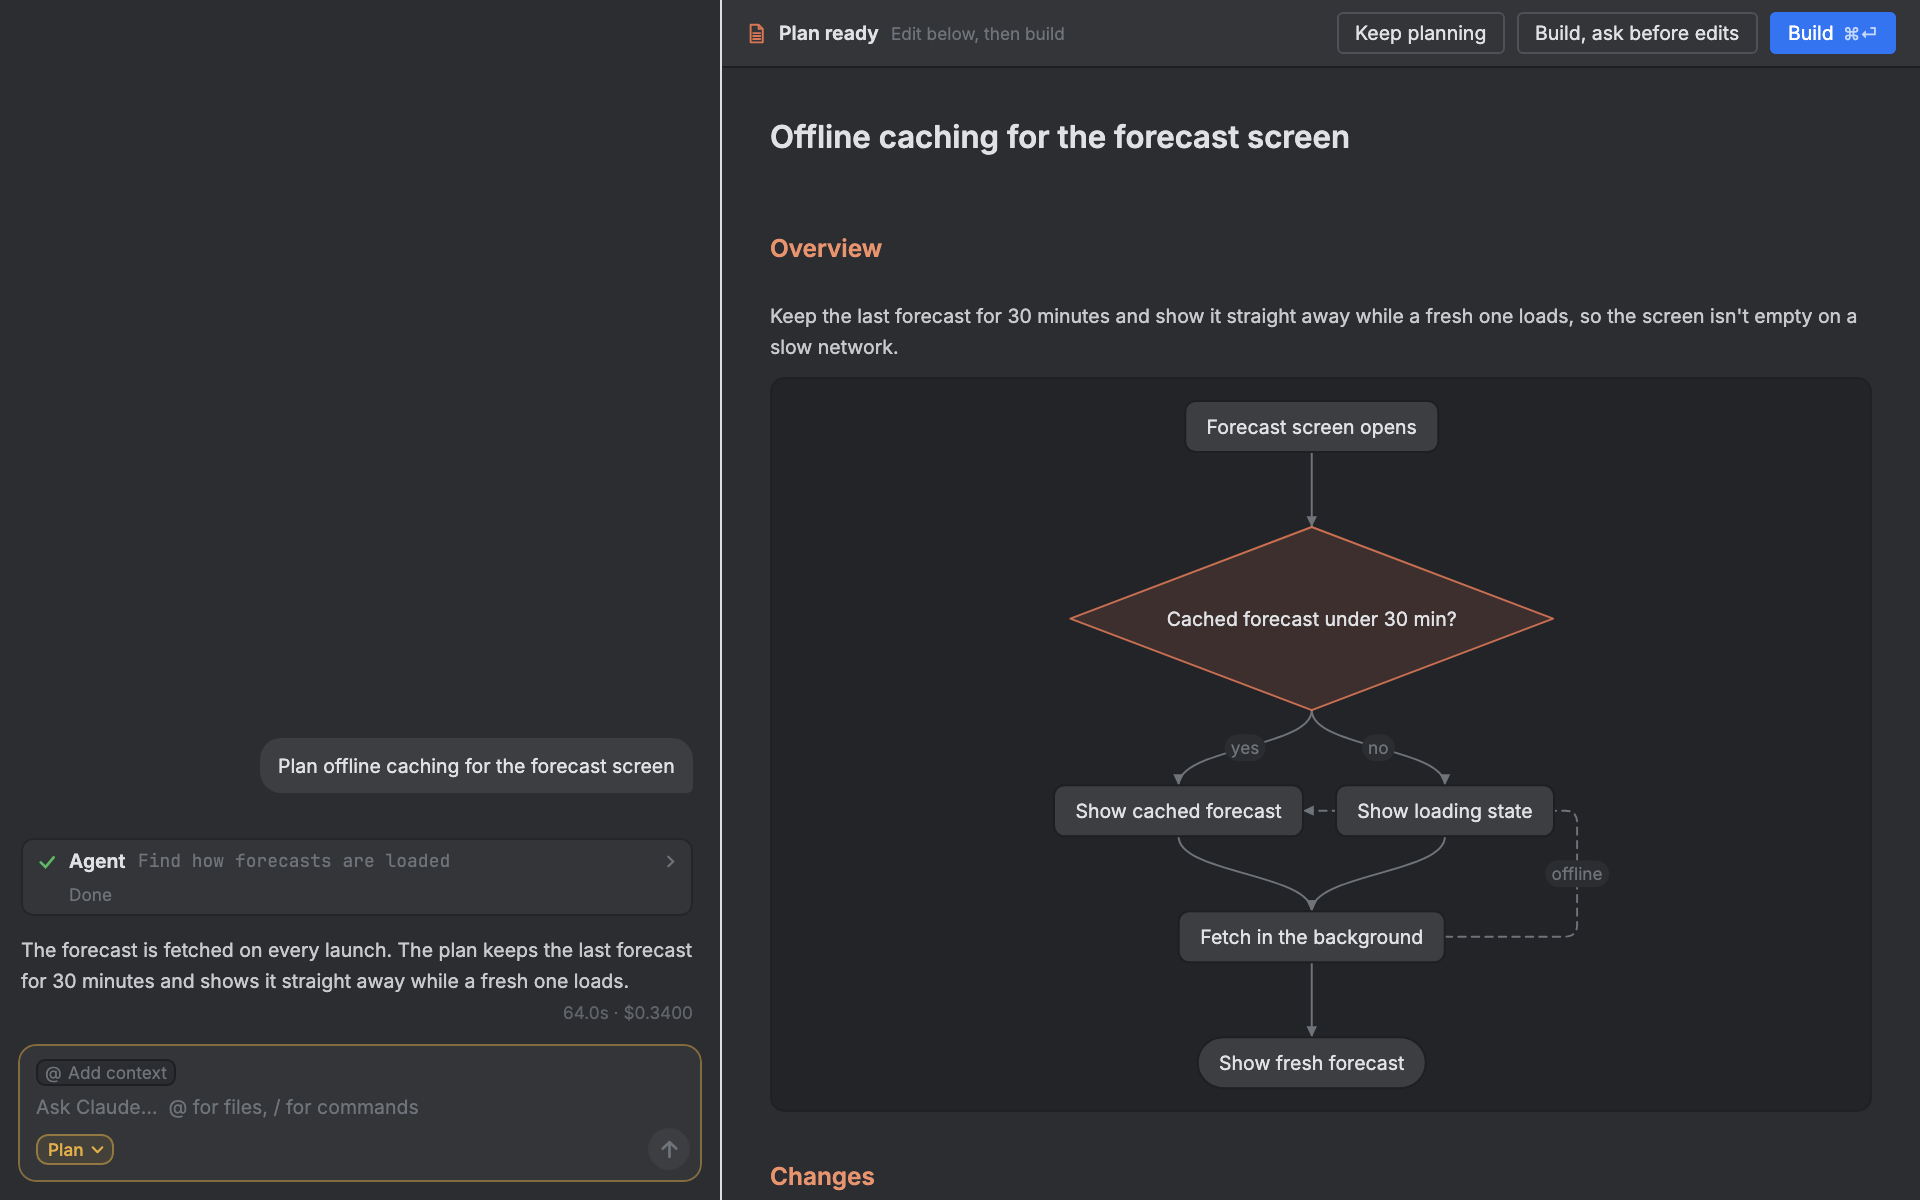 Plan offline caching for the forecast screen
Agent Find how forecasts are loaded
Done
The forecast is fetched on every launch. The plan keeps the last forecast
for 30 minutes and shows it straight away while a fresh one loads.
64.0s · $0.3400
@ Add context
Ask Claude... @ for files, / for commands
Plan
Plan ready Edit below, then build
Keep planning
Build, ask before edits
Build ⌘⏎
Offline caching for the forecast screen
Overview
Keep the last forecast for 30 minutes and show it straight away while a fresh one loads, so the screen isn't empty on a
slow network.
Forecast screen opens
Cached forecast under 30 min?
yes
no
Show cached forecast
Show loading state
offline
Fetch in the background
Show fresh forecast
Changes